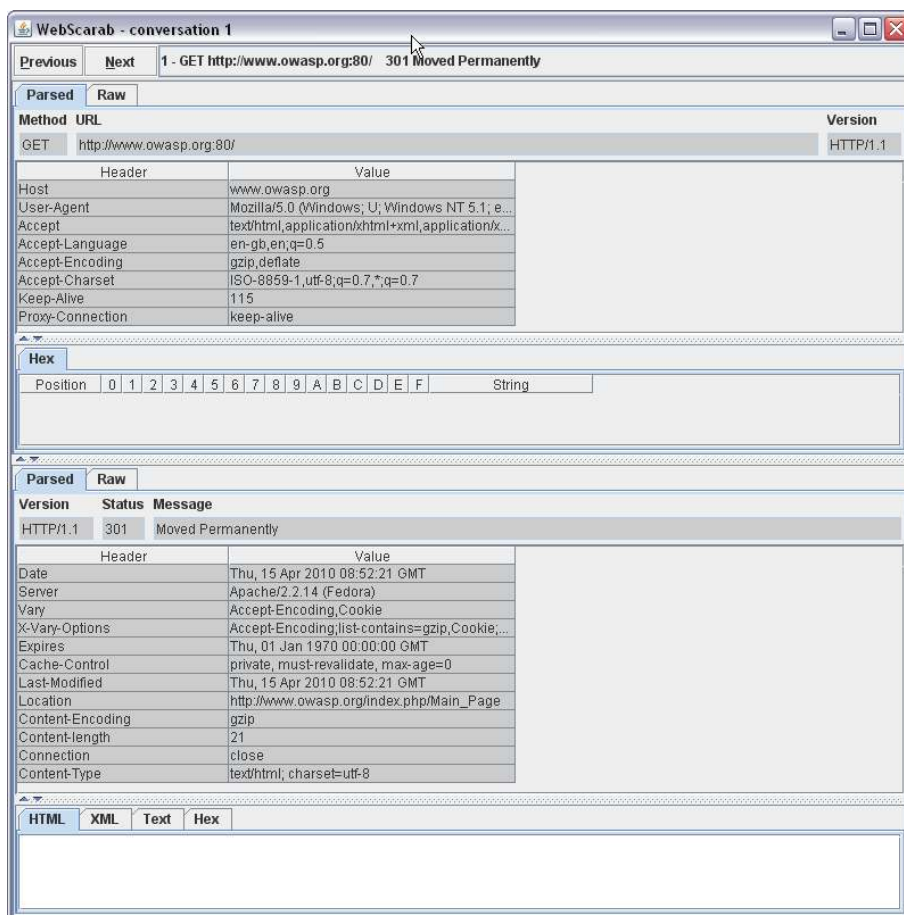 WebScarab - conversation 1
Previous Next 1 - GET http://www.owasp.org:80/ 301 Moved Permanently
Parsed Raw
Method URL Version
GET http://www.owasp.org:80/ HTTP/1.1
Header Value
Host www.owasp.org
User-Agent Mozilla/5.0 (Windows; U; Windows NT 5.1; e...
Accept text/html,application/xhtml+xml,application/x...
Accept-Language en-gb,en;q=0.5
Accept-Encoding gzip,deflate
Accept-Charset ISO-8859-1,utf-8;q=0.7,*;q=0.7
Keep-Alive 115
Proxy-Connection keep-alive
Hex
Position 0 1 2 3 4 5 6 7 8 9 A B C D E F String
Parsed Raw
Version Status Message
HTTP/1.1 301 Moved Permanently
Header Value
Date Thu, 15 Apr 2010 08:52:21 GMT
Server Apache/2.2.14 (Fedora)
Vary Accept-Encoding,Cookie
X-Vary-Options Accept-Encoding;list-contains=gzip,Cookie;...
Expires Thu, 01 Jan 1970 00:00:00 GMT
Cache-Control private, must-revalidate, max-age=0
Last-Modified Thu, 15 Apr 2010 08:52:21 GMT
Location http://www.owasp.org/index.php/Main_Page
Content-Encoding gzip
Content-length 21
Connection close
Content-Type text/html; charset=utf-8
HTML XML Text Hex